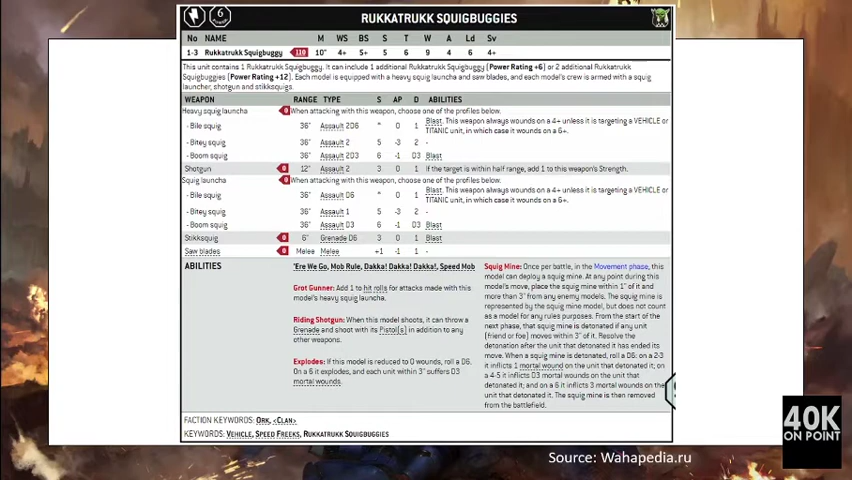 6
RUKKATRUKK SQUIGBUGGIES
No NAME M WS BS S T W A Ld Sv
1-3 Rukkatrukk Squigbuggy 110 10" 4+ 5+ 5 6 9 4 6 4+
This unit contains 1 Rukkatrukk Squigbuggy. It can include 1 additional Rukkatrukk Squigbuggy (Power Rating +6) or 2 additional Rukkatrukk
Squigbuggies (Power Rating +12). Each model is equipped with a heavy squig launcha and saw blades, and each model's crew is armed with a squig
launcher, shotgun and stikksquigs.
WEAPON RANGE TYPE S AP D ABILITIES
Heavy squig launcha 0 When attacking with this weapon, choose one of the profiles below.
- Bile squig 36" Assault 2D6 * 0 1 Blast. This weapon always wounds on a 4+ unless it is targeting a VEHICLE or
TITANIC unit, in which case it wounds on a 6+.
- Bitey squig 36" Assault 2 5 -3 2 -
- Boom squig 36" Assault 2D3 6 -1 D3 Blast
Shotgun 0 12" Assault 2 3 0 1 If the target is within half range, add 1 to this weapon's Strength.
Squig launcha 0 When attacking with this weapon, choose one of the profiles below.
- Bile squig 36" Assault D6 * 0 1 Blast. This weapon always wounds on a 4+ unless it is targeting a VEHICLE or
TITANIC unit, in which case it wounds on a 6+.
- Bitey squig 36" Assault 1 5 -3 2 -
- Boom squig 36" Assault D3 6 -1 D3 Blast
Stikksquig 0 6" Grenade D6 3 0 1 Blast
Saw blades 0 Melee Melee +1 -1 1 -
ABILITIES
'Ere We Go, Mob Rule, Dakka! Dakka! Dakka!, Speed Mob
Grot Gunner: Add 1 to hit rolls for attacks made with this
model's heavy squig launcha.
Riding Shotgun: When this model shoots, it can throw a
Grenade and shoot with its Pistol(s) in addition to any
other weapons.
Explodes: If this model is reduced to 0 wounds, roll a D6.
On a 6 it explodes, and each unit within 3" suffers D3
mortal wounds.
Squig Mine: Once per battle, in the Movement phase, this
model can deploy a squig mine. At any point during this
model's move, place the squig mine within 1" of it and
more than 3" from any enemy models. The squig mine is
represented by the squig mine model, but does not count
as a model for any rules purposes. From the start of the
next phase, that squig mine is detonated if any unit
(friend or foe) moves within 3" of it. Resolve the
detonation after the unit that detonated it has ended its
move. When a squig mine is detonated, roll a D6: on a 2-3
it inflicts 1 mortal wound on the unit that detonated it; on
a 4-5 it inflicts D3 mortal wounds on the unit that
detonated it; and on a 6 it inflicts 3 mortal wounds on the
unit that detonated it. The squig mine is then removed
from the battlefield.
FACTION KEYWORDS: ORK, <CLAN>
KEYWORDS: VEHICLE, SPEED FREEKS, RUKKATRUKK SQUIGBUGGIES
Source: Wahapedia.ru
40K
ON POINT